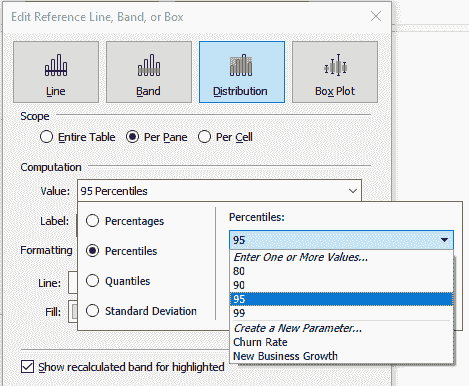 Edit Reference Line, Band, or Box
Line
Band
Distribution
Box Plot
Scope
Entire Table
Per Pane
Per Cell
Computation
Value: 95 Percentiles
Label:
Percentages
Percentiles
Quantiles
Standard Deviation
Percentiles:
95
Enter One or More Values...
80
90
95
99
Create a New Parameter...
Churn Rate
New Business Growth
Formatting
Line:
Fill:
Show recalculated band for highlighted